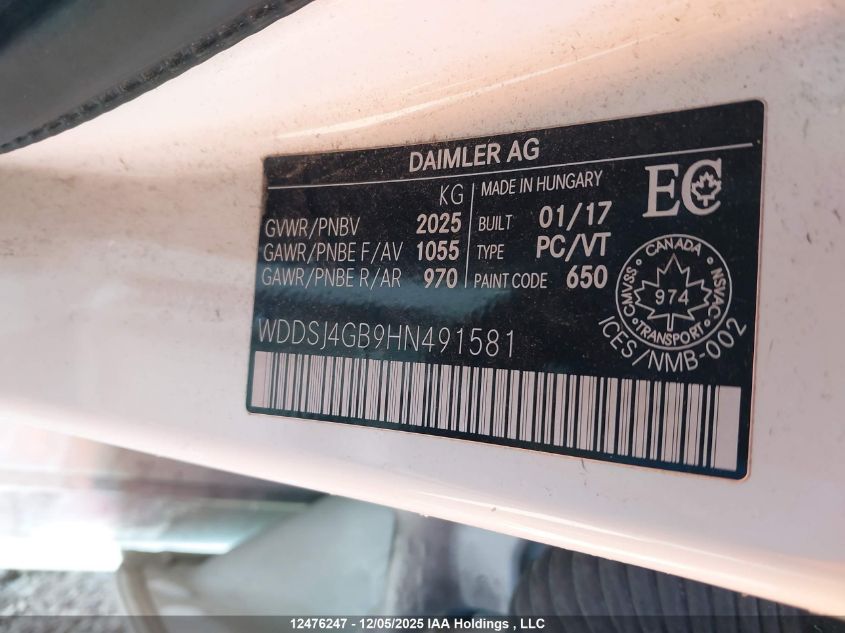 DAIMLER AG
KG
GVWR/PNBV 2025
GAWR/PNBE F/AV 1055
GAWR/PNBE R/AR 970
MADE IN HUNGARY
BUILT 01/17
TYPE PC/VT
PAINT CODE 650
EC
CANADA
CMVSS 974 NSVAC
TRANSPORT
ICES/NMB-002
WDDSJ4GB9HN491581
12476247 - 12/05/2025 IAA Holdings , LLC